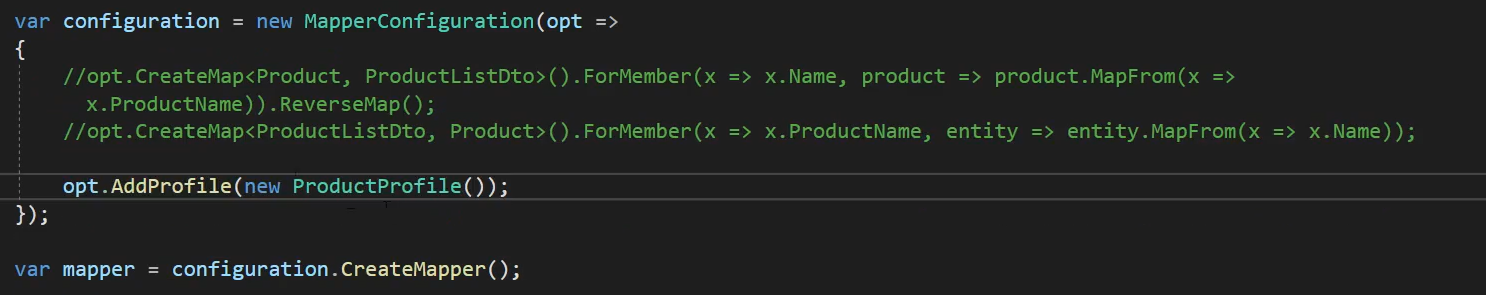 var configuration = new MapperConfiguration(opt =>
{
//opt.CreateMap<Product, ProductListDto>().ForMember(x => x.Name, product => product.MapFrom(x =>
x.ProductName)).ReverseMap();
//opt.CreateMap<ProductListDto, Product>().ForMember(x => x.ProductName, entity => entity.MapFrom(x => x.Name));
opt.AddProfile(new ProductProfile());
});
var mapper = configuration.CreateMapper();